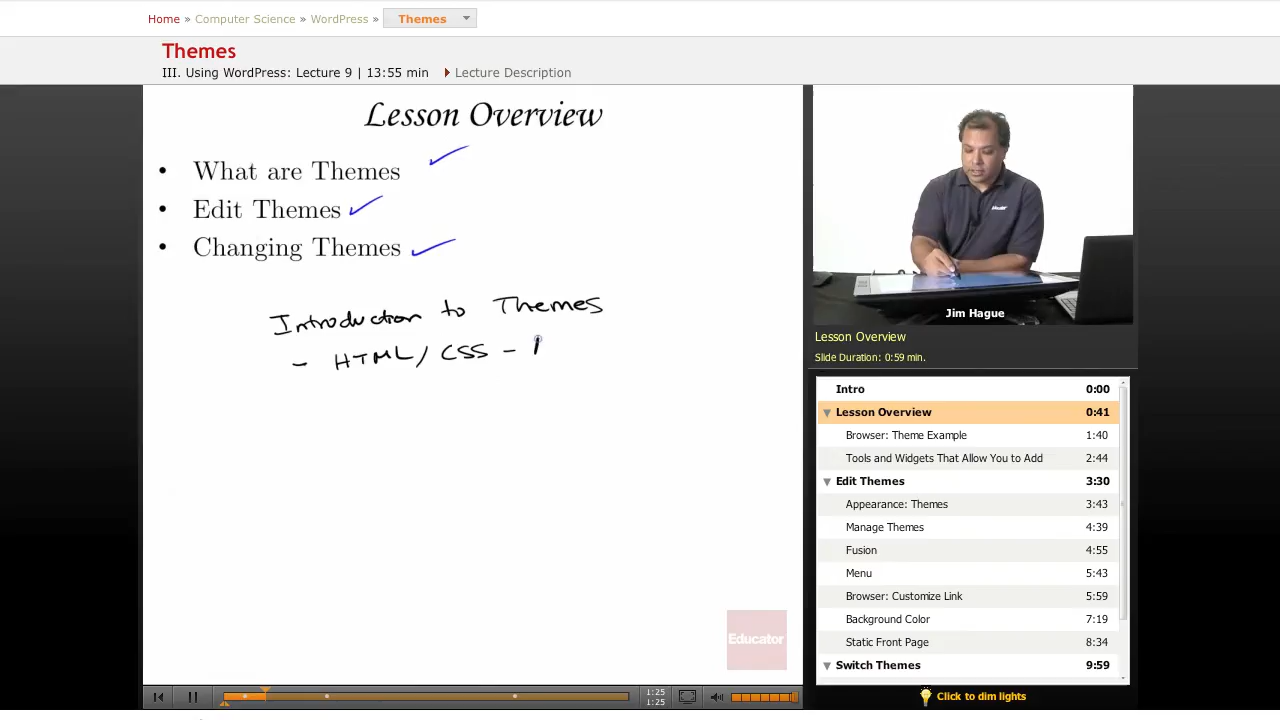 Home » Computer Science » WordPress » Themes
Themes
III. Using WordPress: Lecture 9 | 13:55 min Lecture Description
Lesson Overview
• What are Themes
• Edit Themes
• Changing Themes
Introduction to Themes
- HTML/CSS -
Educator
1:25
1:25
Jim Hague
Lesson Overview
Slide Duration: 0:59 min.
Intro 0:00
Lesson Overview 0:41
Browser: Theme Example 1:40
Tools and Widgets That Allow You to Add 2:44
Edit Themes 3:30
Appearance: Themes 3:43
Manage Themes 4:39
Fusion 4:55
Menu 5:43
Browser: Customize Link 5:59
Background Color 7:19
Static Front Page 8:34
Switch Themes 9:59
Click to dim lights